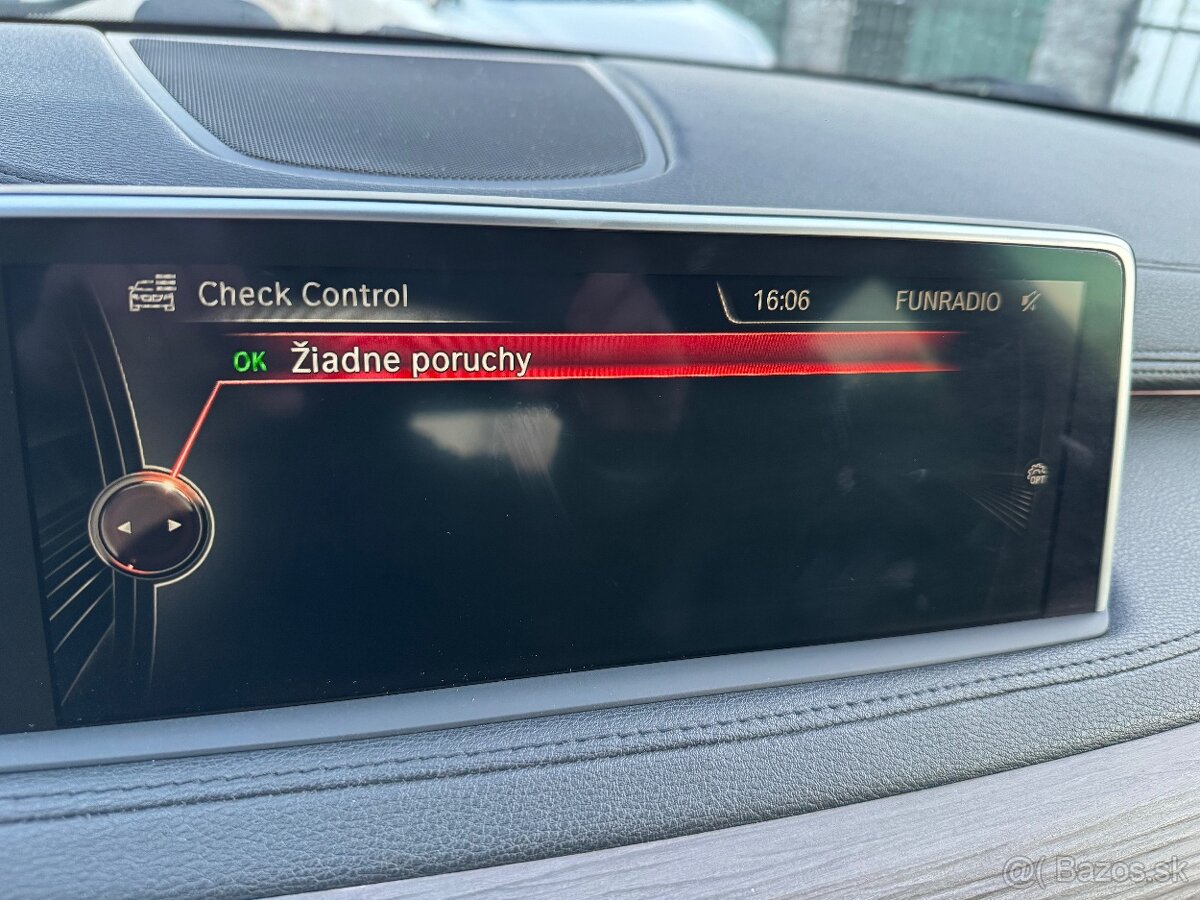 Check Control
16:06
FUNRADIO
OK Žiadne poruchy
OPT
@( Bazos.sk